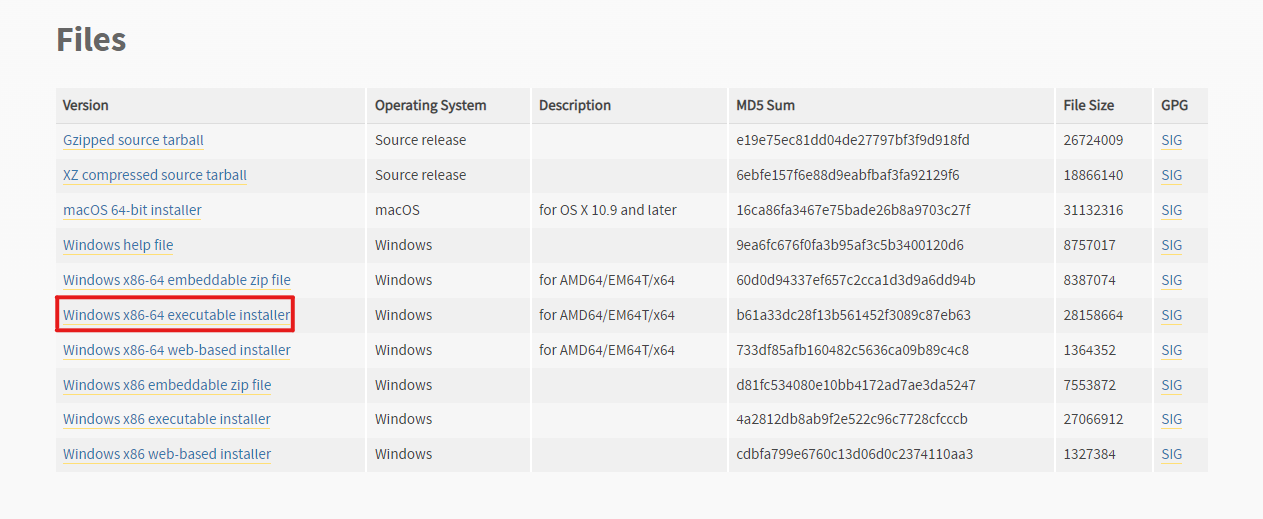 Files
Version Operating System Description MD5 Sum File Size GPG
Gzipped source tarball Source release e19e75ec81dd04de27797bf3f9d918fd 26724009 SIG
XZ compressed source tarball Source release 6ebfe157f6e88d9eabfbaf3fa92129f6 18866140 SIG
macOS 64-bit installer macOS for OS X 10.9 and later 16ca86fa3467e75bade26b8a9703c27f 31132316 SIG
Windows help file Windows 9ea6fc676f0fa3b95af3c5b3400120d6 8757017 SIG
Windows x86-64 embeddable zip file Windows for AMD64/EM64T/x64 60d0d94337ef657c2cca1d3d9a6dd94b 8387074 SIG
Windows x86-64 executable installer Windows for AMD64/EM64T/x64 b61a33dc28f13b561452f3089c87eb63 28158664 SIG
Windows x86-64 web-based installer Windows for AMD64/EM64T/x64 733df85afb160482c5636ca09b89c4c8 1364352 SIG
Windows x86 embeddable zip file Windows d81fc534080e10bb4172ad7ae3da5247 7553872 SIG
Windows x86 executable installer Windows 4a2812db8ab9f2e522c96c7728cfcccb 27066912 SIG
Windows x86 web-based installer Windows cdbfa799e6760c13d06d0c2374110aa3 1327384 SIG